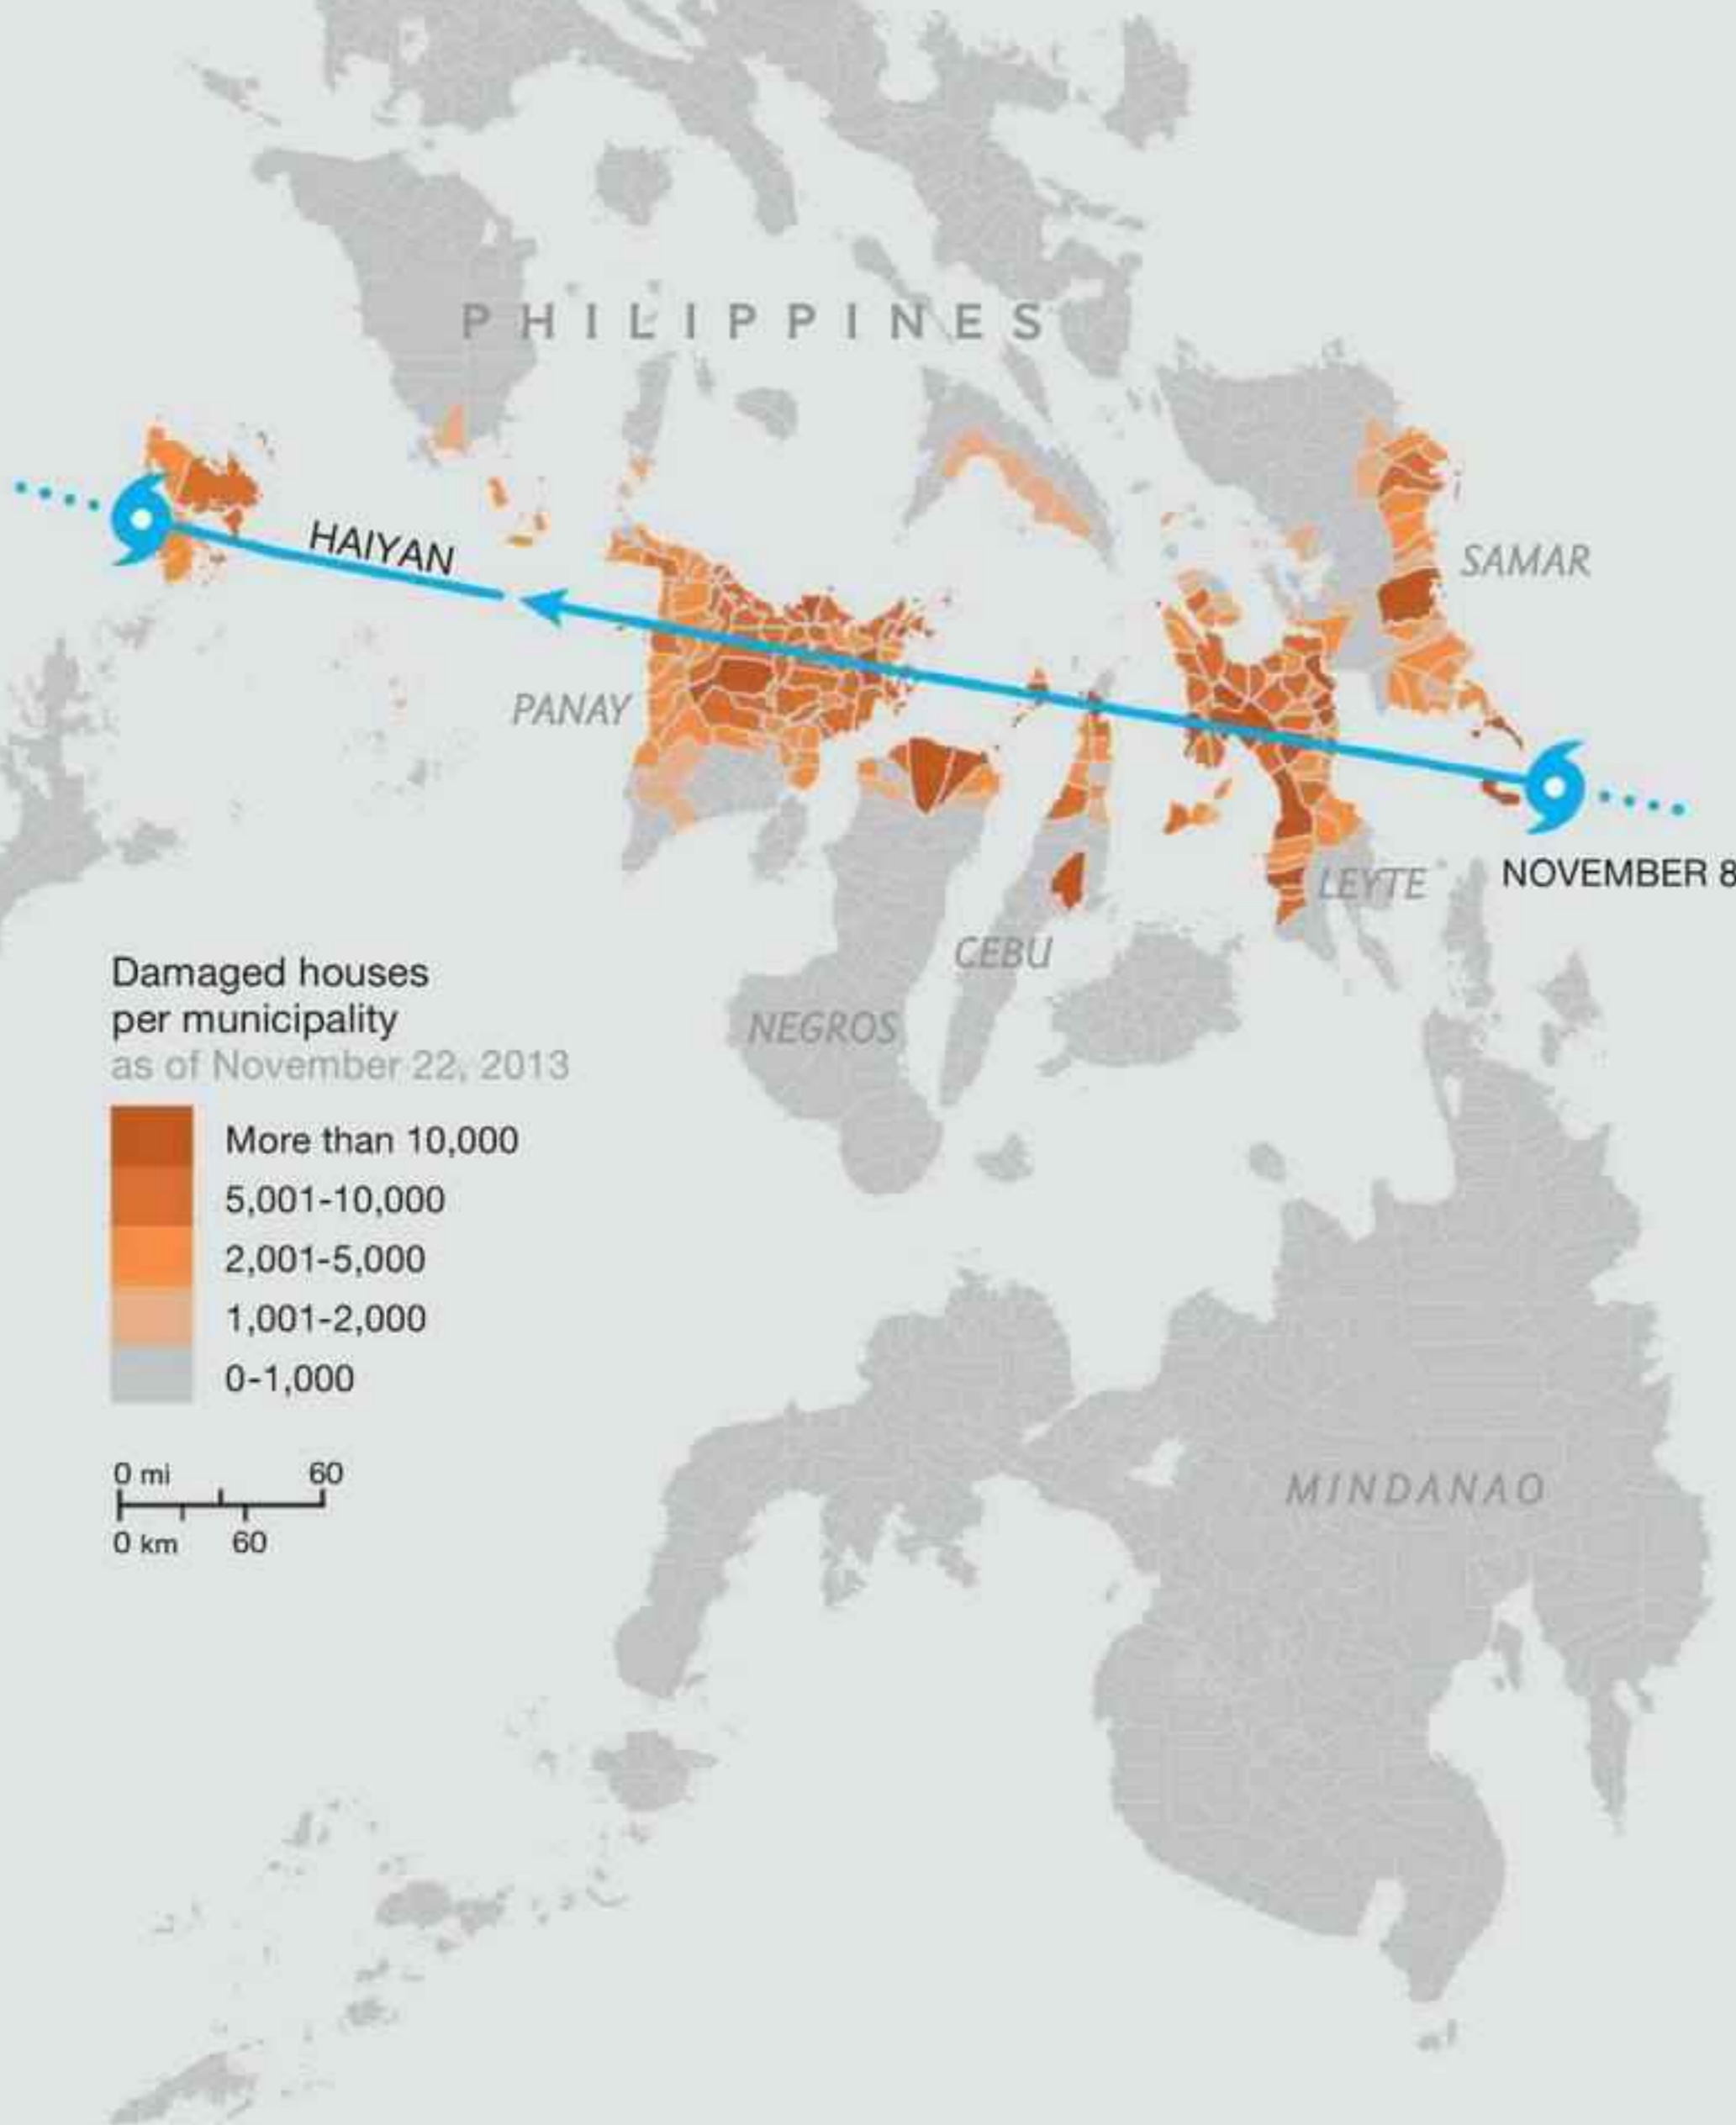 PHILIPPINES
HAIYAN
SAMAR
PANAY
NOVEMBER 8
LEYTE
CEBU
NEGROS
Damaged houses
per municipality
as of November 22, 2013
More than 10,000
5,001-10,000
2,001-5,000
1,001-2,000
0-1,000
0 mi 60
0 km 60
MINDANAO